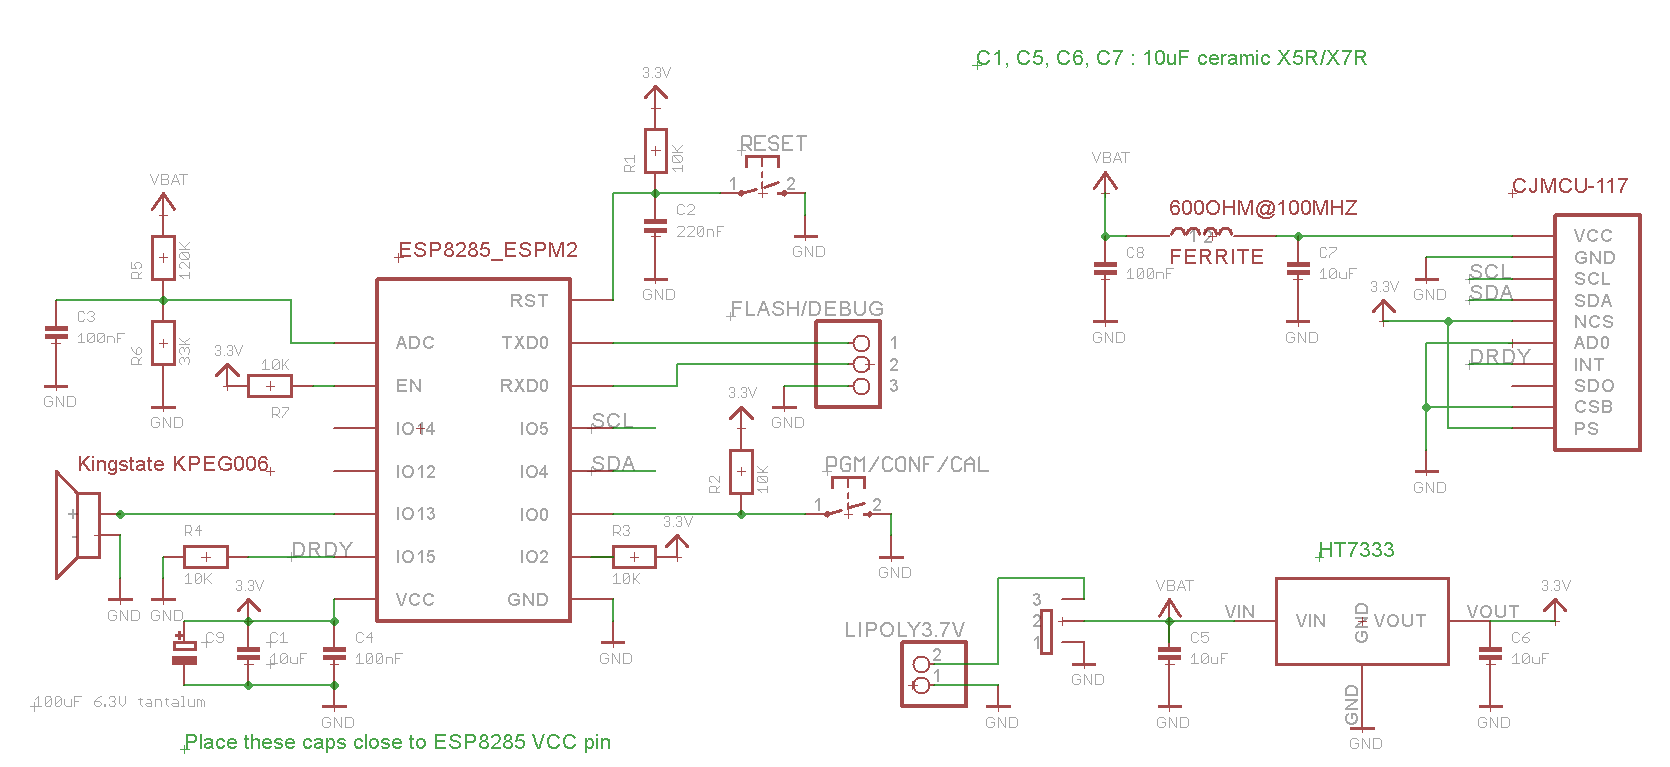 C1, C5, C6, C7 : 10uF ceramic X5R/X7R
3.3V
R1
10K
RESET
1
2
C2
220nF
GND
GND
VBAT
R5
120K
C3
100nF
R6
33K
GND
GND
3.3V
10K
R7
ESP8285_ESPM2
RST
ADC
TXD0
EN
RXD0
IO14
IO5
IO12
IO4
IO13
IO0
IO15
IO2
VCC
GND
FLASH/DEBUG
1
2
3
GND
SCL
SDA
3.3V
R2
10K
PGM/CONF/CAL
1
2
GND
3.3V
R3
10K
GND
Kingstate KPEG006
+
-
GND
R4
10K
GND
DRDY
3.3V
C9
C1
10uF
C4
100nF
100uF 6.3V tantalum
GND
Place these caps close to ESP8285 VCC pin
VBAT
C8
100nF
GND
600OHM@100MHZ
1 2
FERRITE
C7
10uF
GND
CJMCU-117
VCC
GND
SCL
SDA
NCS
AD0
INT
SDO
CSB
PS
SCL
GND
SDA
3.3V
DRDY
GND
LIPOLY3.7V
2
1
GND
3
2
1
GND
VBAT
C5
10uF
GND
HT7333
VIN
VIN
GND
VOUT
VOUT
GND
GND
3.3V
C6
10uF
GND